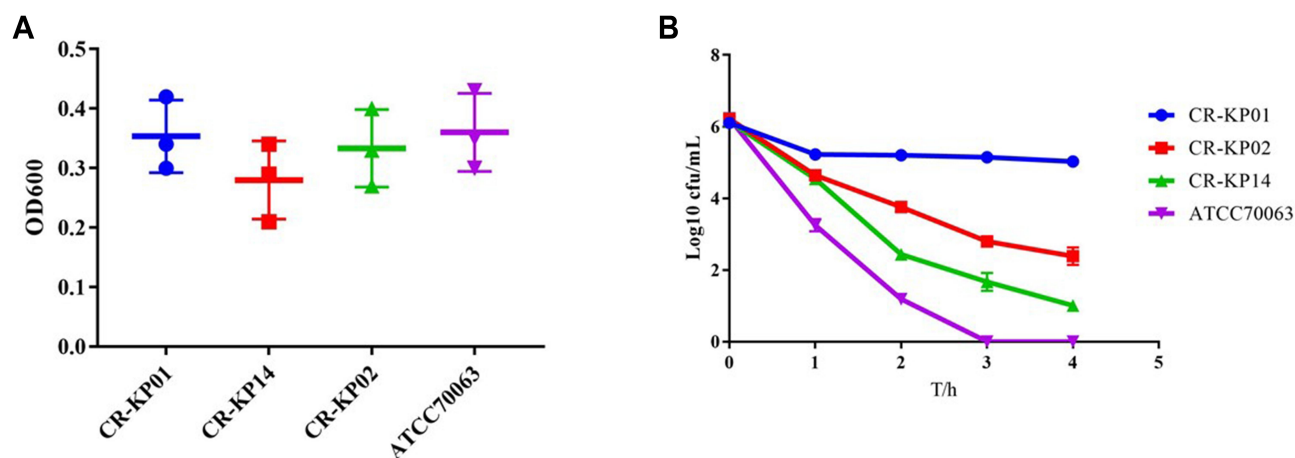 A
OD600
0.5
0.4
0.3
0.2
0.1
0.0
CR-KP01
CR-KP14
CR-KP02
ATCC70063
B
Log10 cfu/mL
8
6
4
2
0
0 1 2 3 4 5
T/h
CR-KP01
CR-KP02
CR-KP14
ATCC70063